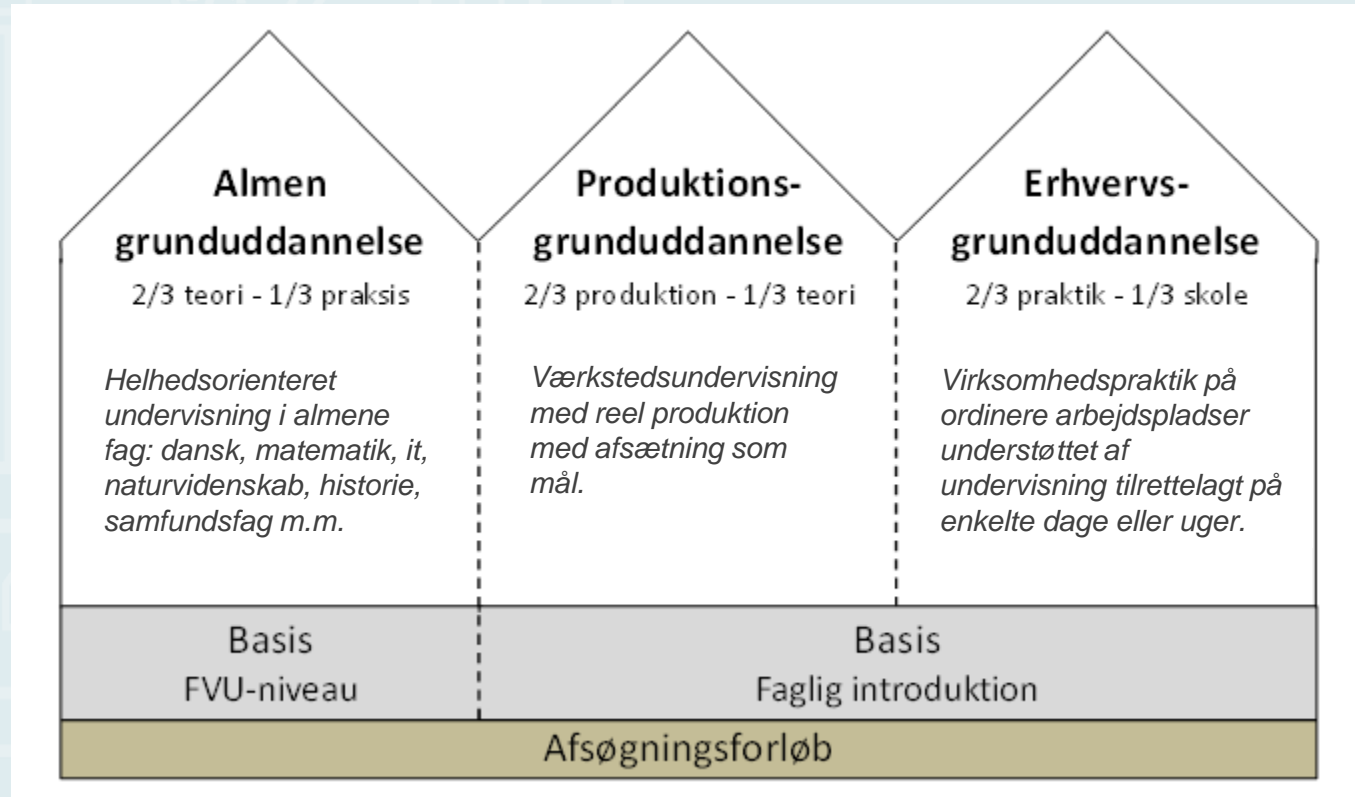 Almen
grunduddannelse
2/3 teori - 1/3 praksis
Helhedsorienteret
undervisning i almene
fag: dansk, matematik, it,
naturvidenskab, historie,
samfundsfag m.m.
Produktions-
grunduddannelse
2/3 produktion - 1/3 teori
Værkstedsundervisning
med reel produktion
med afsætning som
mål.
Erhvervs-
grunduddannelse
2/3 praktik - 1/3 skole
Virksomhedspraktik på
ordinere arbejdspladser
understøttet af
undervisning tilrettelagt på
enkelte dage eller uger.
Basis
FVU-niveau
Basis
Faglig introduktion
Afsøgningsforløb